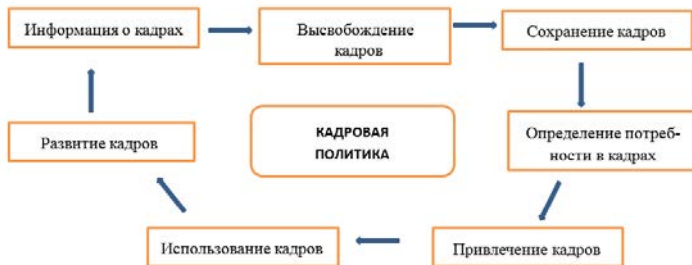 Информация о кадрах
Высвобождение
кадров
Сохранение кадров
Развитие кадров
КАДРОВАЯ
ПОЛИТИКА
Определение потреб-
ности в кадрах
Использование кадров
Привлечение кадров